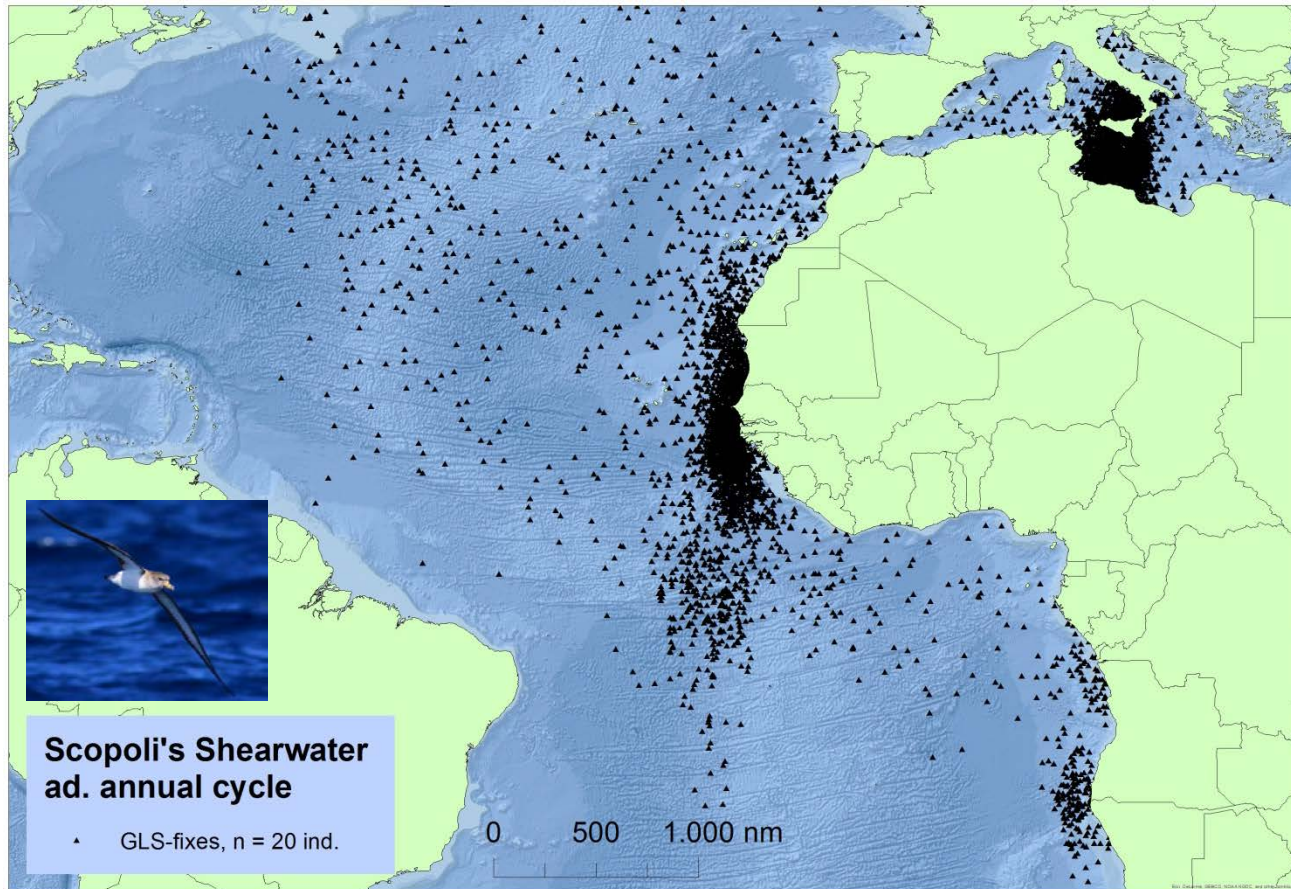 Scopoli's Shearwater
ad. annual cycle
GLS-fixes, n = 20 ind.
0 500 1.000 nm